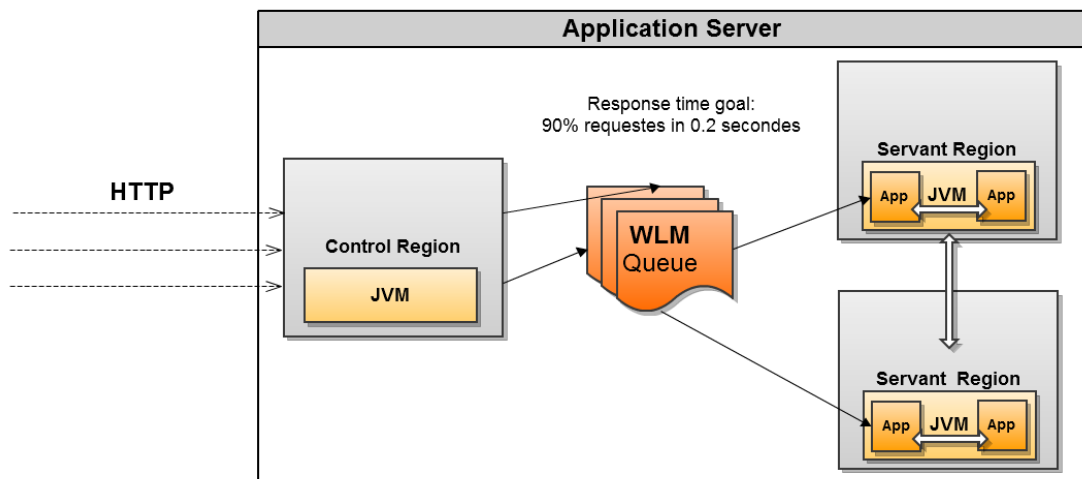 Application Server
Response time goal:
90% requestes in 0.2 secondes
HTTP
Control Region
JVM
WLM
Queue
Servant Region
App
JVM
App
Servant Region
App
JVM
App